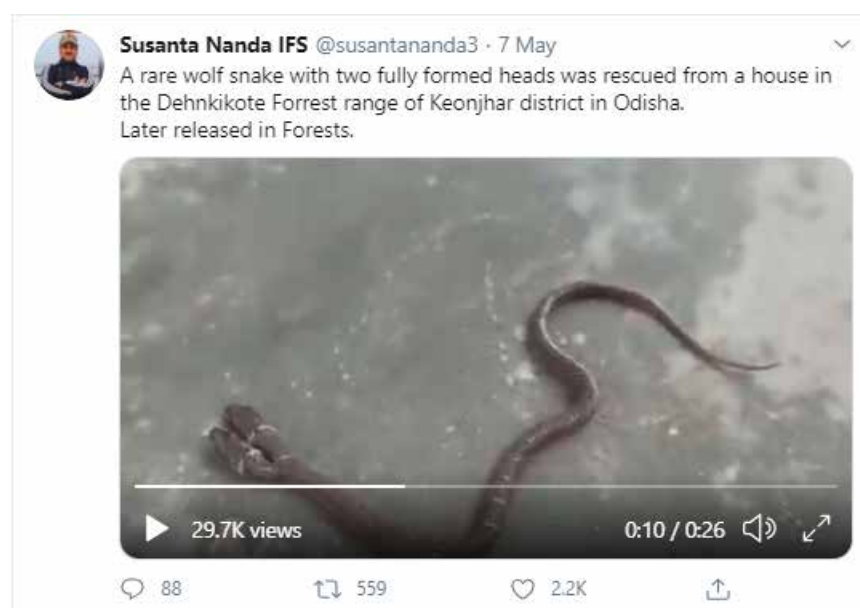 Susanta Nanda IFS @susantananda3 · 7 May
A rare wolf snake with two fully formed heads was rescued from a house in
the Dehnkikote Forrest range of Keonjhar district in Odisha.
Later released in Forests.
29.7K views
0:10 / 0:26
88
559
2.2K